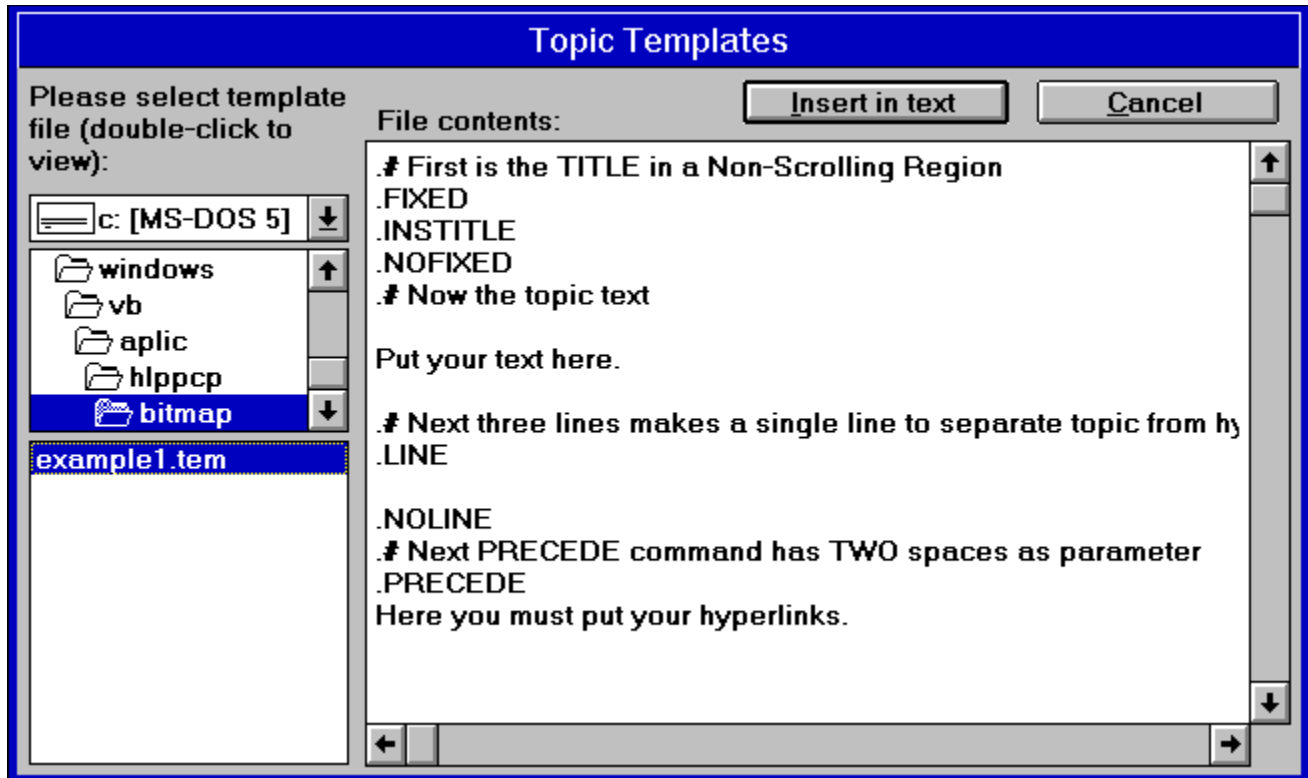 Topic Templates
Please select template
file (double-click to
view):
c: [MS-DOS 5]
windows
vb
aplic
hlppcp
bitmap
example1.tem
File contents:
Insert in text
Cancel
.# First is the TITLE in a Non-Scrolling Region
.FIXED
.INSTITLE
.NOFIXED
.# Now the topic text
Put your text here.
.# Next three lines makes a single line to separate topic from hy
.LINE
.NOLINE
.# Next PRECEDE command has TWO spaces as parameter
.PRECEDE
Here you must put your hyperlinks.